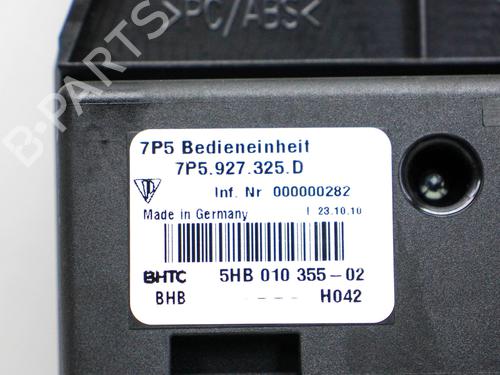 >PC/ABS<
B-PARTS
7P5 Bedieneinheit
7P5.927.325.D
Inf. Nr 000000282
Made in Germany I 23.10.10
BHTC 5HB 010 355-02
BHB ---- H042